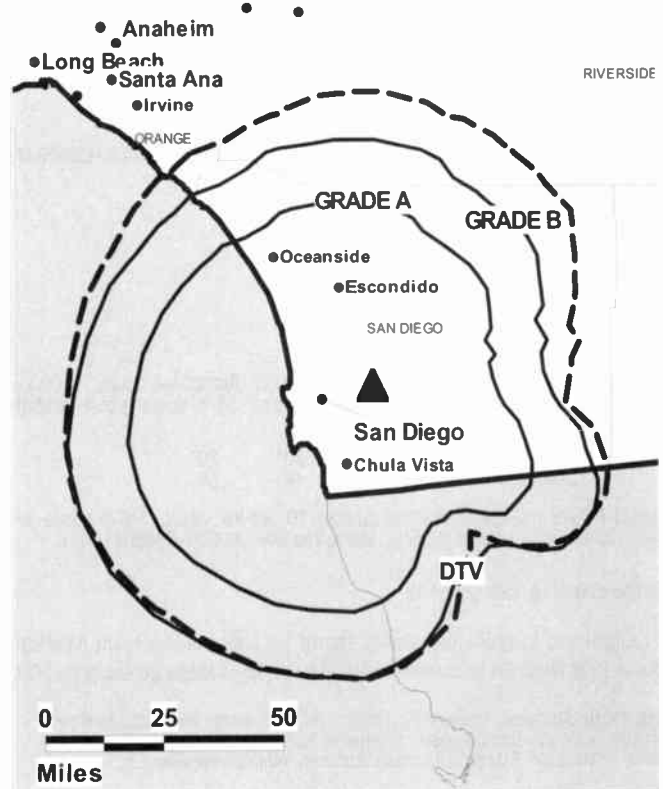 Anaheim
Long Beach
Santa Ana
RIVERSIDE
Irvine
ORANGE
GRADE A
GRADE B
Oceanside
Escondido
SAN DIEGO
San Diego
Chula Vista
DTV
0 25 50
Miles